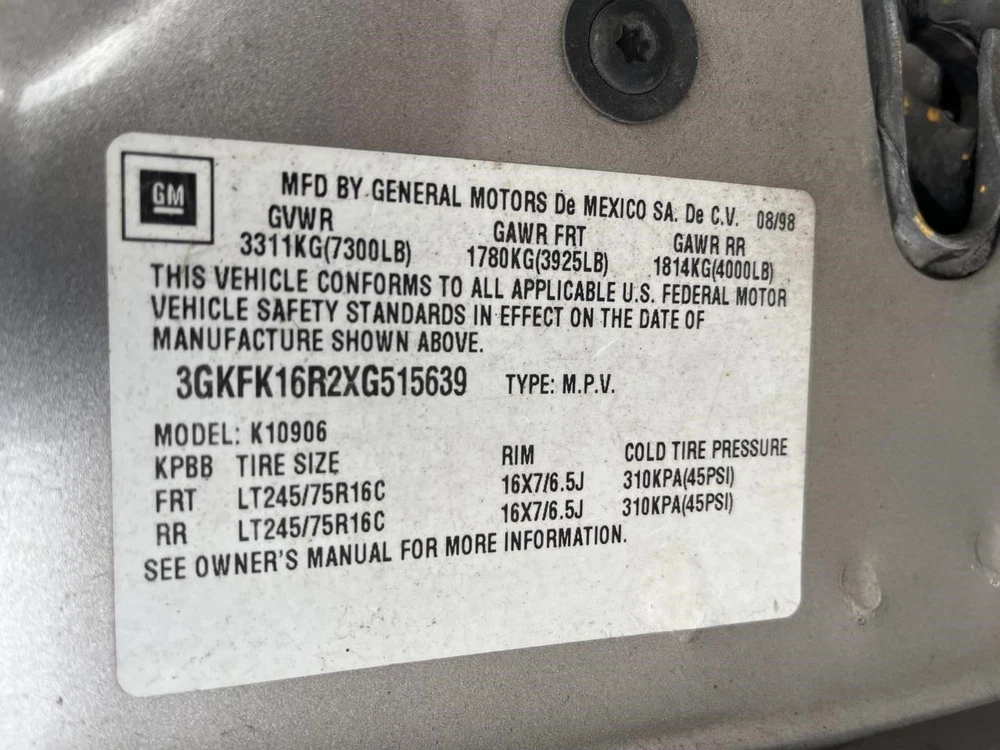 GM
MFD BY GENERAL MOTORS De MEXICO SA. De C.V. 08/98
GVWR GAWR FRT GAWR RR
3311KG(7300LB) 1780KG(3925LB) 1814KG(4000LB)
THIS VEHICLE CONFORMS TO ALL APPLICABLE U.S. FEDERAL MOTOR
VEHICLE SAFETY STANDARDS IN EFFECT ON THE DATE OF
MANUFACTURE SHOWN ABOVE.
3GKFK16R2XG515639 TYPE: M.P.V.
MODEL: K10906
KPBB TIRE SIZE RIM COLD TIRE PRESSURE
FRT LT245/75R16C 16X7/6.5J 310KPA(45PSI)
RR LT245/75R16C 16X7/6.5J 310KPA(45PSI)
SEE OWNER'S MANUAL FOR MORE INFORMATION.